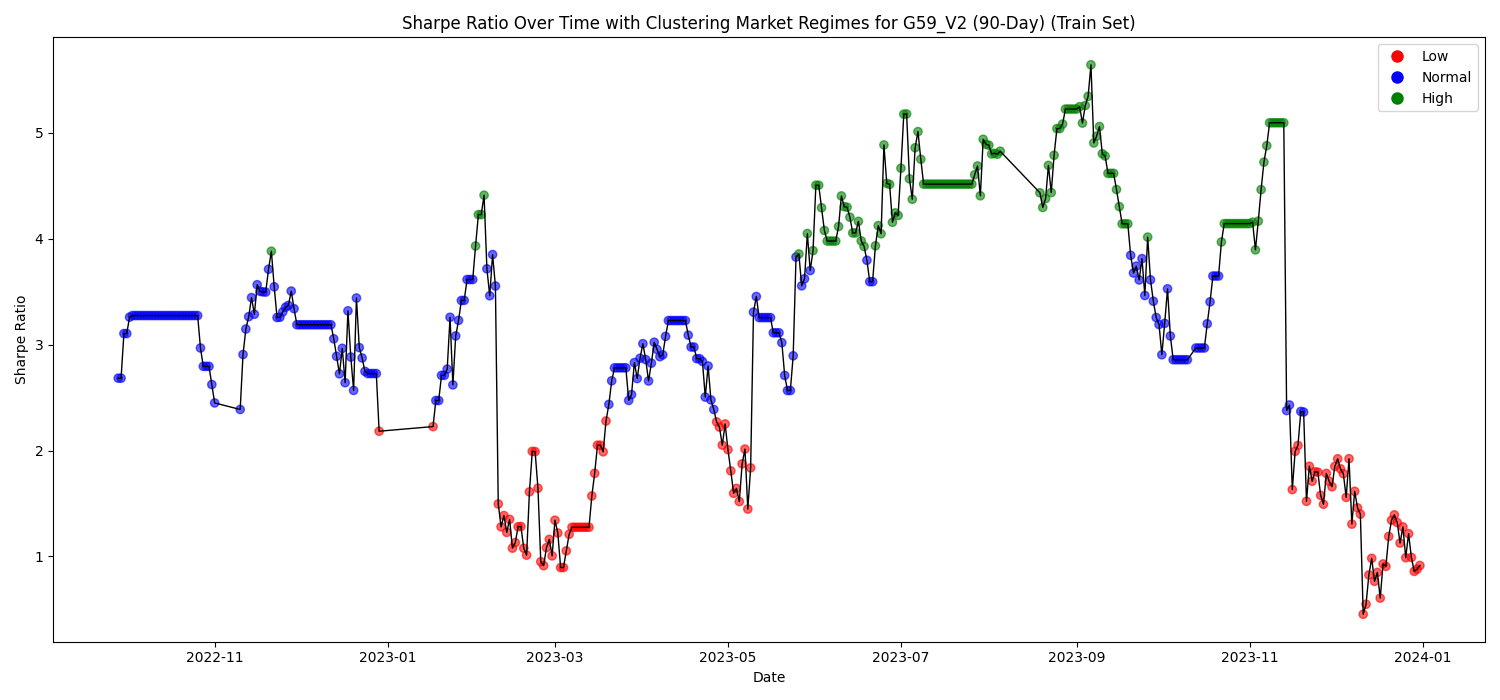 Sharpe Ratio Over Time with Clustering Market Regimes for G59_V2 (90-Day) (Train Set)
Low
Normal
High
Sharpe Ratio
5
4
3
2
1
2022-11
2023-01
2023-03
2023-05
2023-07
2023-09
2023-11
2024-01
Date